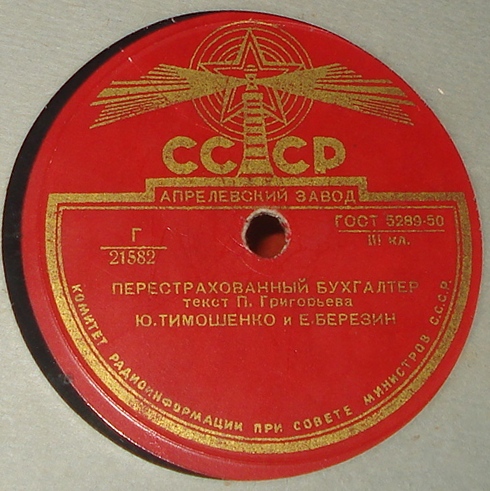 СССР
АПРЕЛЕВСКИЙ ЗАВОД
Г
21582
ГОСТ 5289-50
III кл.
ПЕРЕСТРАХОВАННЫЙ БУХГАЛТЕР
текст П. Григорьева
Ю. ТИМОШЕНКО и Е. БЕРЕЗИН
КОМИТЕТ РАДИОИНФОРМАЦИИ ПРИ СОВЕТЕ МИНИСТРОВ С.С.С.Р.